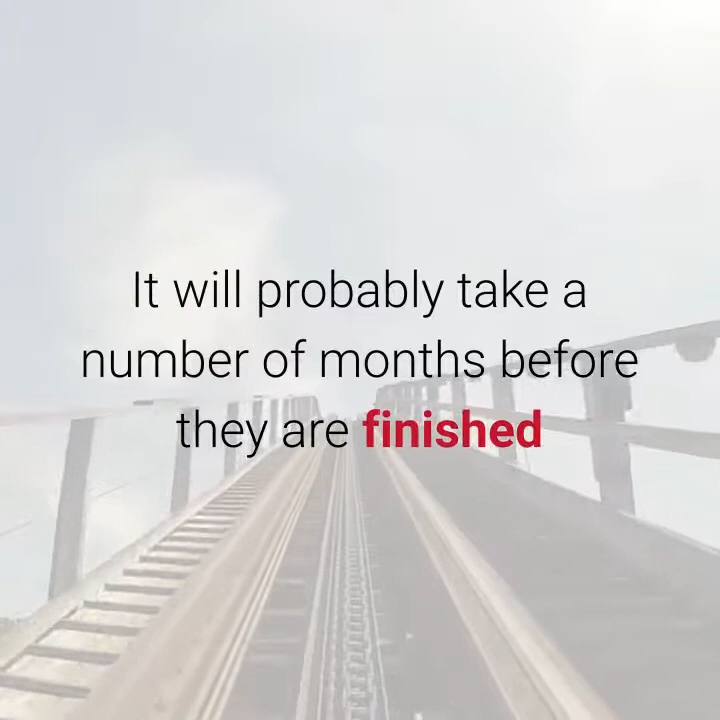 It will probably take a
number of months before
they are finished